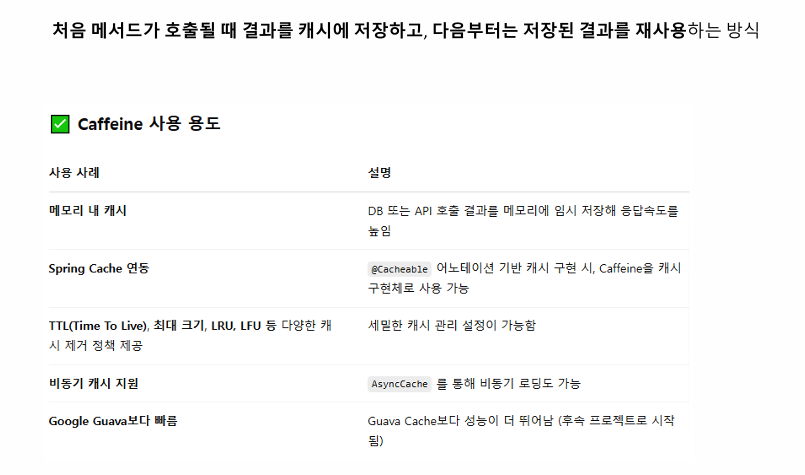 처음 메서드가 호출될 때 결과를 캐시에 저장하고, 다음부터는 저장된 결과를 재사용하는 방식
✅ Caffeine 사용 용도
사용 사례 설명
메모리 내 캐시 DB 또는 API 호출 결과를 메모리에 임시 저장해 응답속도를
높임
Spring Cache 연동 @Cacheable 어노테이션 기반 캐시 구현 시, Caffeine을 캐시
구현체로 사용 가능
TTL(Time To Live), 최대 크기, LRU, LFU 등 다양한 캐 세밀한 캐시 관리 설정이 가능함
시 제거 정책 제공
비동기 캐시 지원 AsyncCache 를 통해 비동기 로딩도 가능
Google Guava보다 빠름 Guava Cache보다 성능이 더 뛰어남 (후속 프로젝트로 시작
됨)